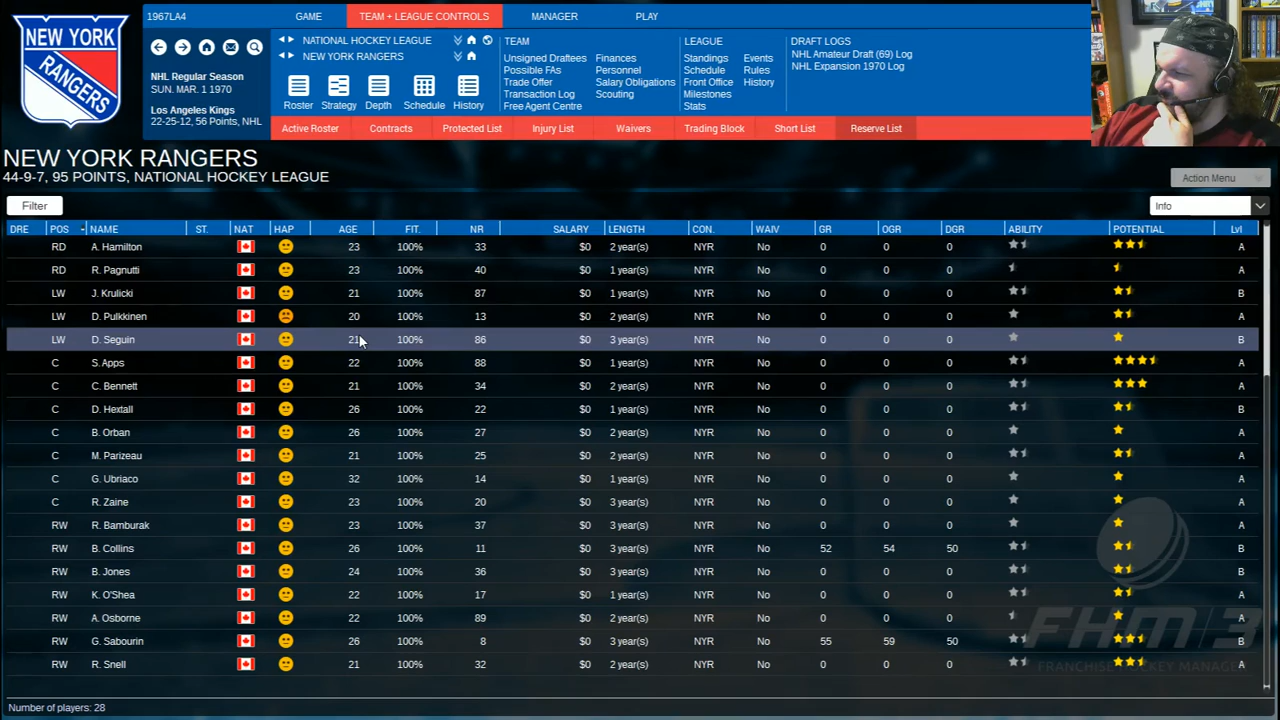 NEW YORK
RANGERS
1967LA4
GAME
TEAM + LEAGUE CONTROLS
MANAGER
PLAY
NHL Regular Season
SUN. MAR. 1 1970
Los Angeles Kings
22-25-12, 56 Points, NHL
NATIONAL HOCKEY LEAGUE
NEW YORK RANGERS
Roster Strategy Depth Schedule History
TEAM
Unsigned Draftees Finances
Possible FAs Personnel
Trade Offer Salary Obligations
Transaction Log Scouting
Free Agent Centre
LEAGUE
Standings Events
Schedule Rules
Front Office History
Milestones
Stats
DRAFT LOGS
NHL Amateur Draft (69) Log
NHL Expansion 1970 Log
Active Roster Contracts Protected List Injury List Waivers Trading Block Short List Reserve List
NEW YORK RANGERS
44-9-7, 95 POINTS, NATIONAL HOCKEY LEAGUE
Action Menu
Filter
Info
DRE POS NAME ST. NAT HAP AGE FIT. NR SALARY LENGTH CON. WAIV GR OGR DGR ABILITY POTENTIAL Lvl
RD A. Hamilton 23 100% 33 $0 2 year(s) NYR No 0 0 0 A
RD R. Pagnutti 23 100% 40 $0 1 year(s) NYR No 0 0 0 A
LW J. Krulicki 21 100% 87 $0 1 year(s) NYR No 0 0 0 B
LW D. Pulkkinen 20 100% 13 $0 1 year(s) NYR No 0 0 0 A
LW D. Seguin 21 100% 86 $0 3 year(s) NYR No 0 0 0 B
C S. Apps 22 100% 88 $0 1 year(s) NYR No 0 0 0 A
C C. Bennett 21 100% 34 $0 2 year(s) NYR No 0 0 0 A
C D. Hextall 26 100% 22 $0 1 year(s) NYR No 0 0 0 B
C B. Orban 26 100% 27 $0 2 year(s) NYR No 0 0 0 A
C M. Parizeau 21 100% 25 $0 2 year(s) NYR No 0 0 0 A
C G. Ubriaco 32 100% 14 $0 1 year(s) NYR No 0 0 0 A
C R. Zaine 23 100% 20 $0 3 year(s) NYR No 0 0 0 A
RW R. Bamburak 23 100% 37 $0 1 year(s) NYR No 0 0 0 A
RW B. Collins 26 100% 11 $0 3 year(s) NYR No 52 54 50 B
RW B. Jones 24 100% 36 $0 3 year(s) NYR No 0 0 0 B
RW K. O'Shea 22 100% 17 $0 1 year(s) NYR No 0 0 0 A
RW A. Osborne 22 100% 89 $0 1 year(s) NYR No 0 0 0 A
RW G. Sabourin 26 100% 8 $0 3 year(s) NYR No 55 59 50 B
RW R. Snell 21 100% 32 $0 2 year(s) NYR No 0 0 0 A
FHM|3
FRANCHISE HOCKEY MANAGER
Number of players: 28